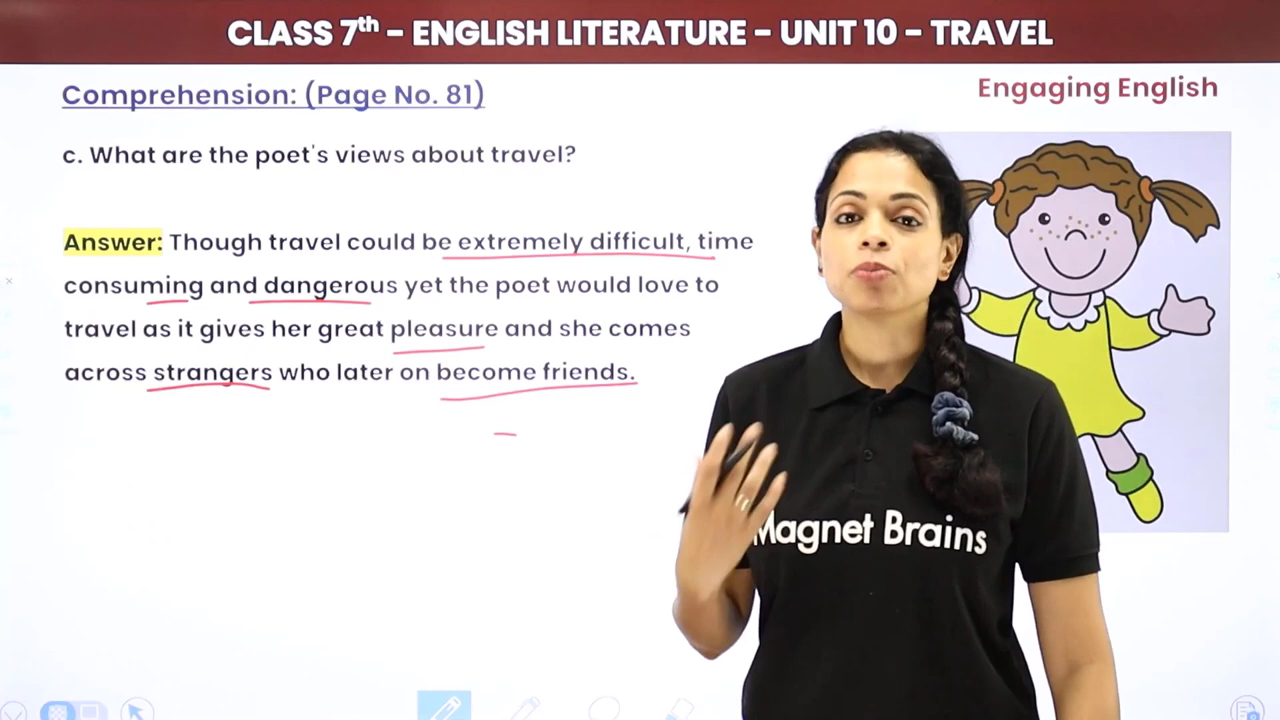 CLASS 7th - ENGLISH LITERATURE - UNIT 10 - TRAVEL
Comprehension: (Page No. 81)
Engaging English
c. What are the poet's views about travel?
Answer: Though travel could be extremely difficult, time
consuming and dangerous yet the poet would love to
travel as it gives her great pleasure and she comes
across strangers who later on become friends.
Magnet Brains